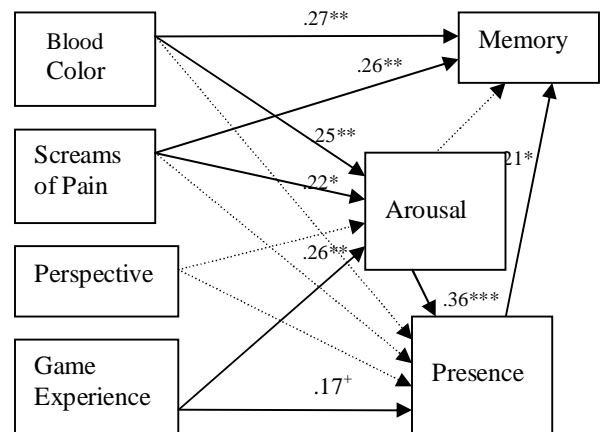 .27**
Blood
Color
Memory
.26**
.25**
Screams
of Pain
.21*
.22*
Arousal
Perspective
.26**
.36***
Game
Experience
.17+
Presence